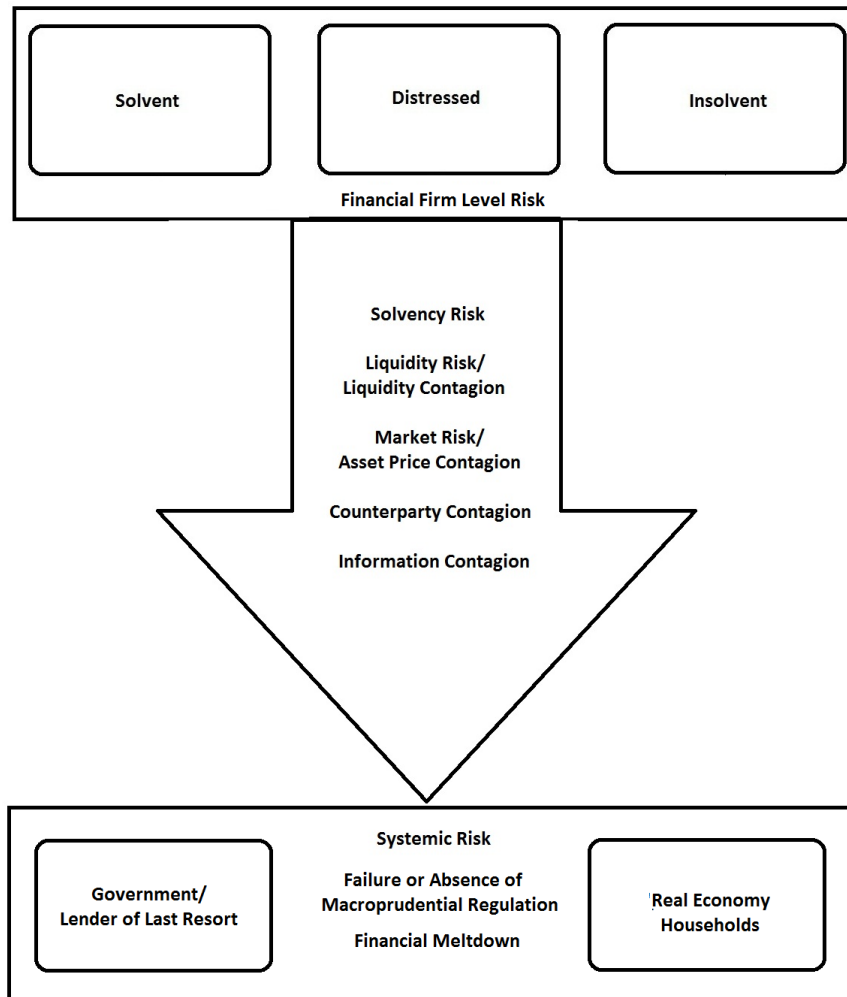 Solvent
Distressed
Insolvent
Financial Firm Level Risk
Solvency Risk
Liquidity Risk/
Liquidity Contagion
Market Risk/
Asset Price Contagion
Counterparty Contagion
Information Contagion
Systemic Risk
Failure or Absence of
Macroprudential Regulation
Financial Meltdown
Government/
Lender of Last Resort
Real Economy
Households